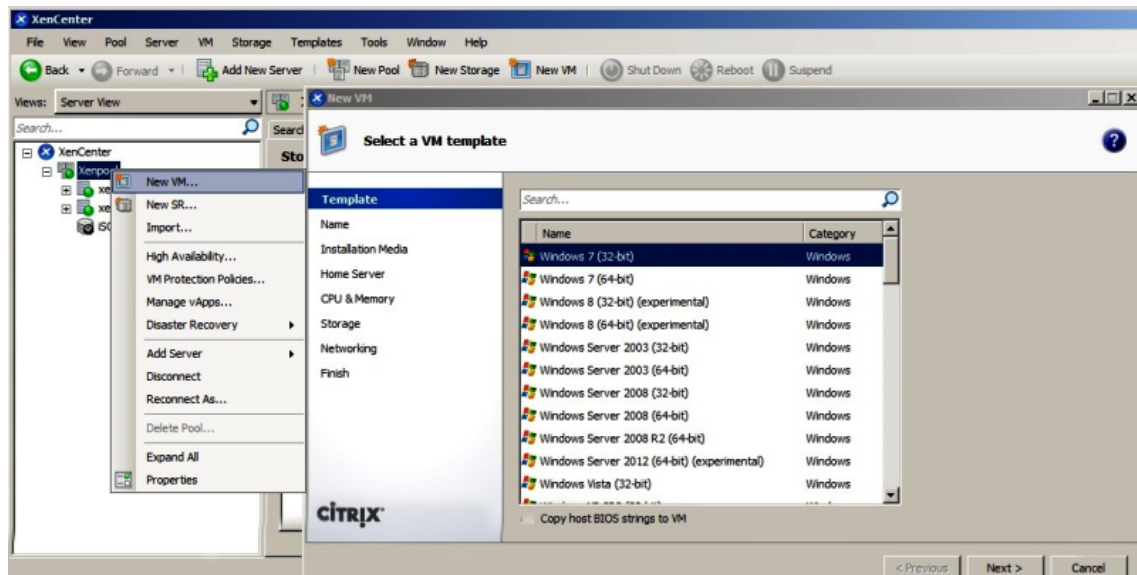 XenCenter
File View Pool Server VM Storage Templates Tools Window Help
Back Forward Add New Server New Pool New Storage New VM Shut Down Reboot Suspend
Views: Server View
Search...
Searc
Sto
XenCenter
Xenpool
xe
xe
iSC
New VM...
New SR...
Import...
High Availability...
VM Protection Policies...
Manage vApps...
Disaster Recovery
Add Server
Disconnect
Reconnect As...
Delete Pool...
Expand All
Properties
New VM
Select a VM template
?
Template
Name
Installation Media
Home Server
CPU & Memory
Storage
Networking
Finish
CITRIX
Search...
Name Category
Windows 7 (32-bit) Windows
Windows 7 (64-bit) Windows
Windows 8 (32-bit) (experimental) Windows
Windows 8 (64-bit) (experimental) Windows
Windows Server 2003 (32-bit) Windows
Windows Server 2003 (64-bit) Windows
Windows Server 2008 (32-bit) Windows
Windows Server 2008 (64-bit) Windows
Windows Server 2008 R2 (64-bit) Windows
Windows Server 2012 (64-bit) (experimental) Windows
Windows Vista (32-bit) Windows
Copy host BIOS strings to VM
< Previous Next > Cancel